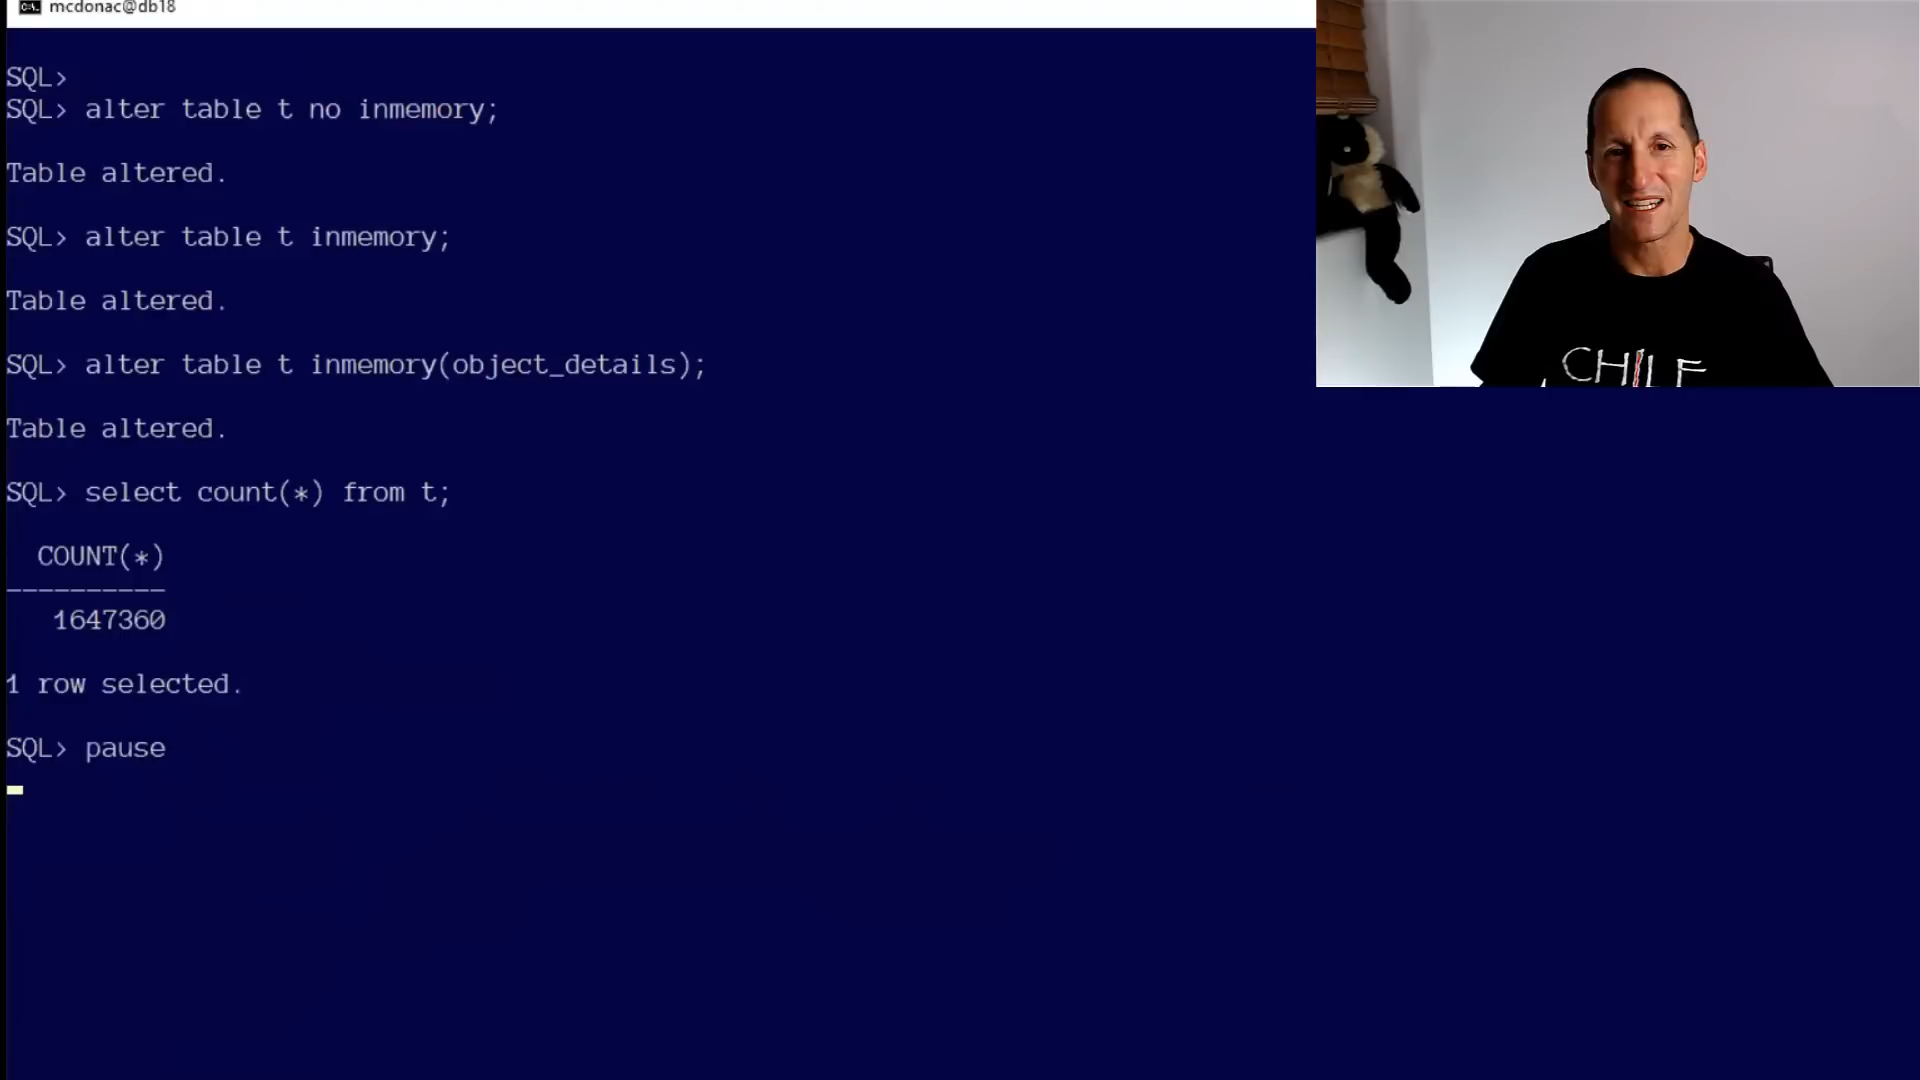 mcdonac@db18
SQL>
SQL> alter table t no inmemory;
Table altered.
SQL> alter table t inmemory;
Table altered.
SQL> alter table t inmemory(object_details);
Table altered.
SQL> select count(*) from t;
COUNT(*)
----------
1647360
1 row selected.
SQL> pause
CHILE